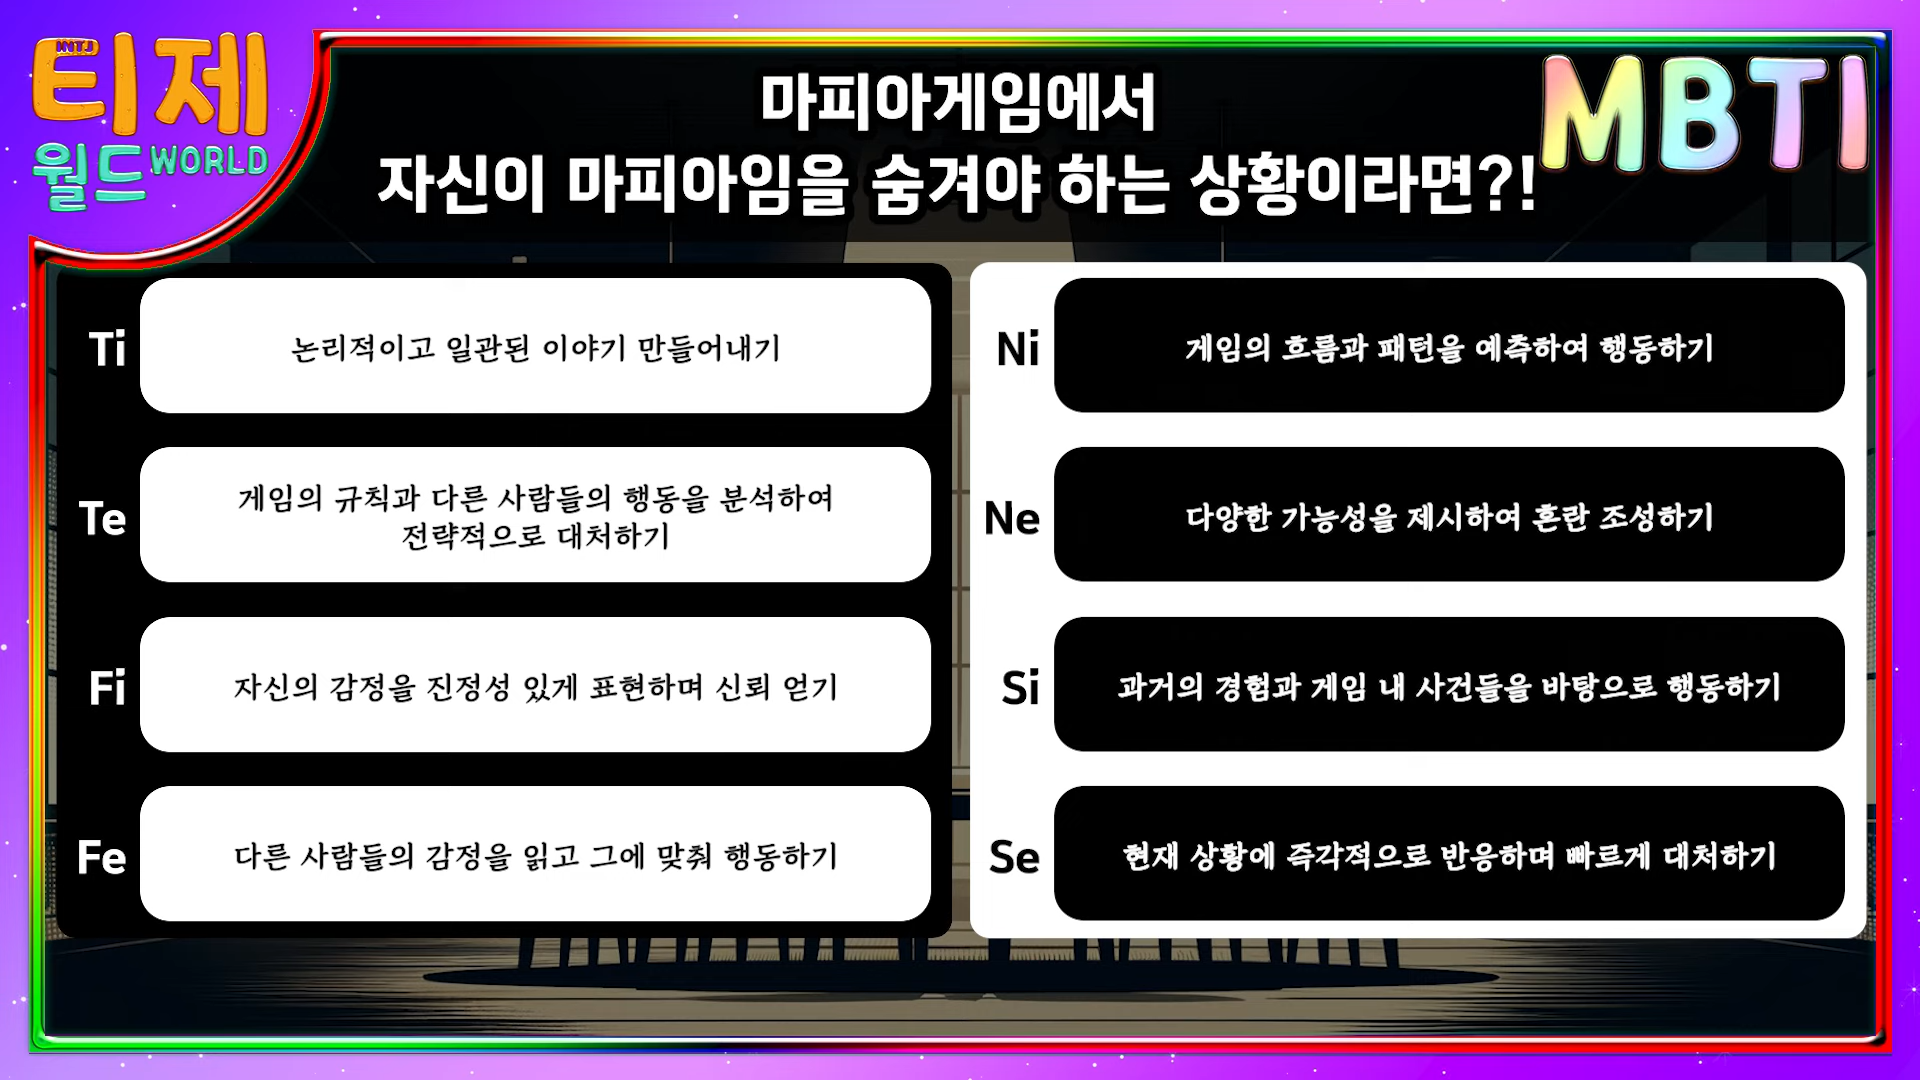 INTJ
티제
월드 WORLD
MBTI
마피아게임에서
자신이 마피아임을 숨겨야 하는 상황이라면?!
Ti
논리적이고 일관된 이야기 만들어내기
Te
게임의 규칙과 다른 사람들의 행동을 분석하여
전략적으로 대처하기
Fi
자신의 감정을 진정성 있게 표현하며 신뢰 얻기
Fe
다른 사람들의 감정을 읽고 그에 맞춰 행동하기
Ni
게임의 흐름과 패턴을 예측하여 행동하기
Ne
다양한 가능성을 제시하여 혼란 조성하기
Si
과거의 경험과 게임 내 사건들을 바탕으로 행동하기
Se
현재 상황에 즉각적으로 반응하며 빠르게 대처하기